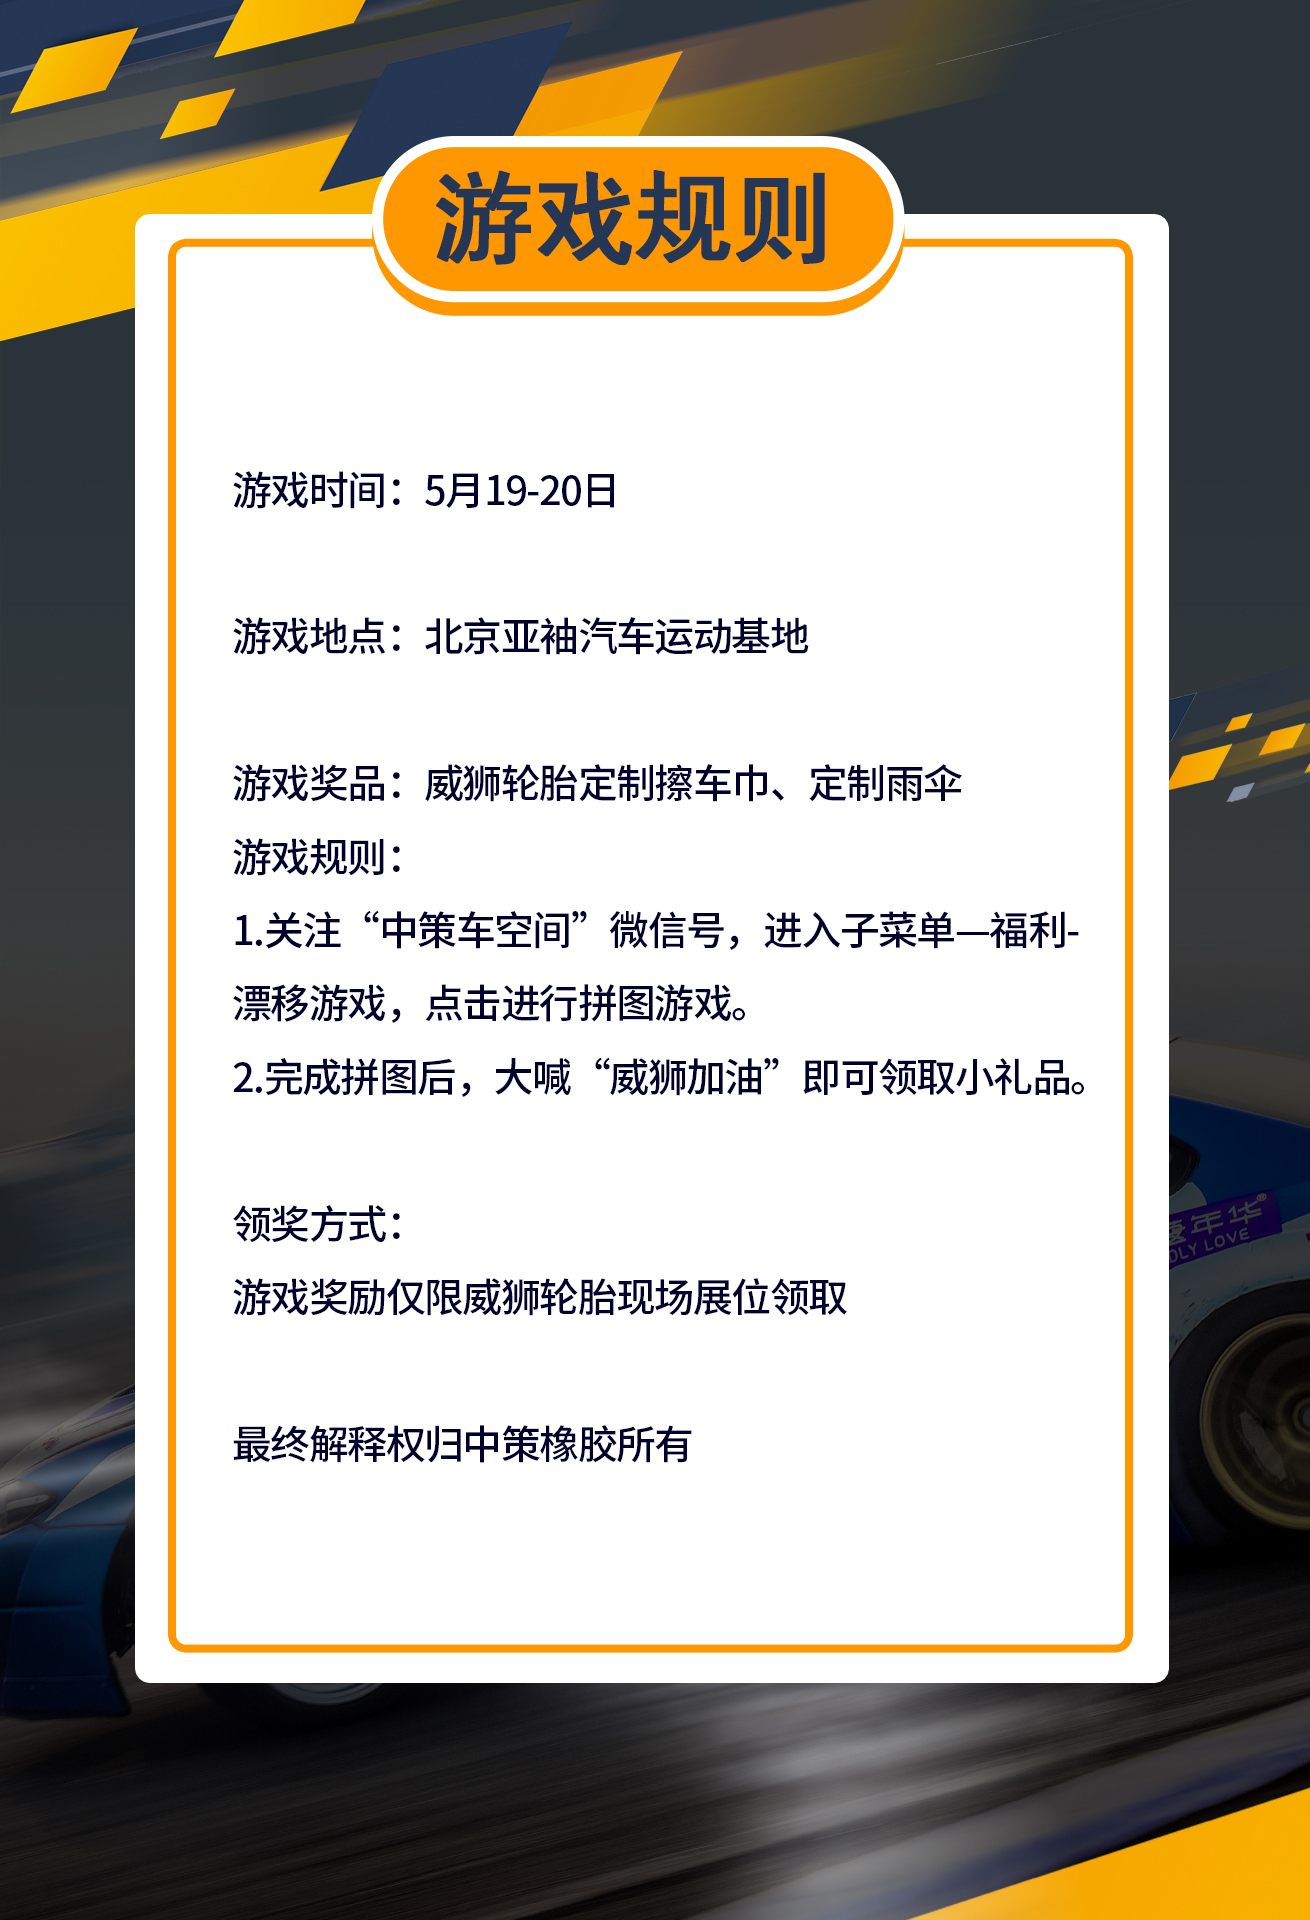 游戏规则
游戏时间：5月19-20日
游戏地点：北京亚袖汽车运动基地
游戏奖品：威狮轮胎定制擦车巾、定制雨伞
游戏规则：
1.关注“中策车空间”微信号，进入子菜单—福利-
漂移游戏，点击进行拼图游戏。
2.完成拼图后，大喊“威狮加油”即可领取小礼品。
领奖方式：
游戏奖励仅限威狮轮胎现场展位领取
最终解释权归中策橡胶所有
年华®
OLY LOVE